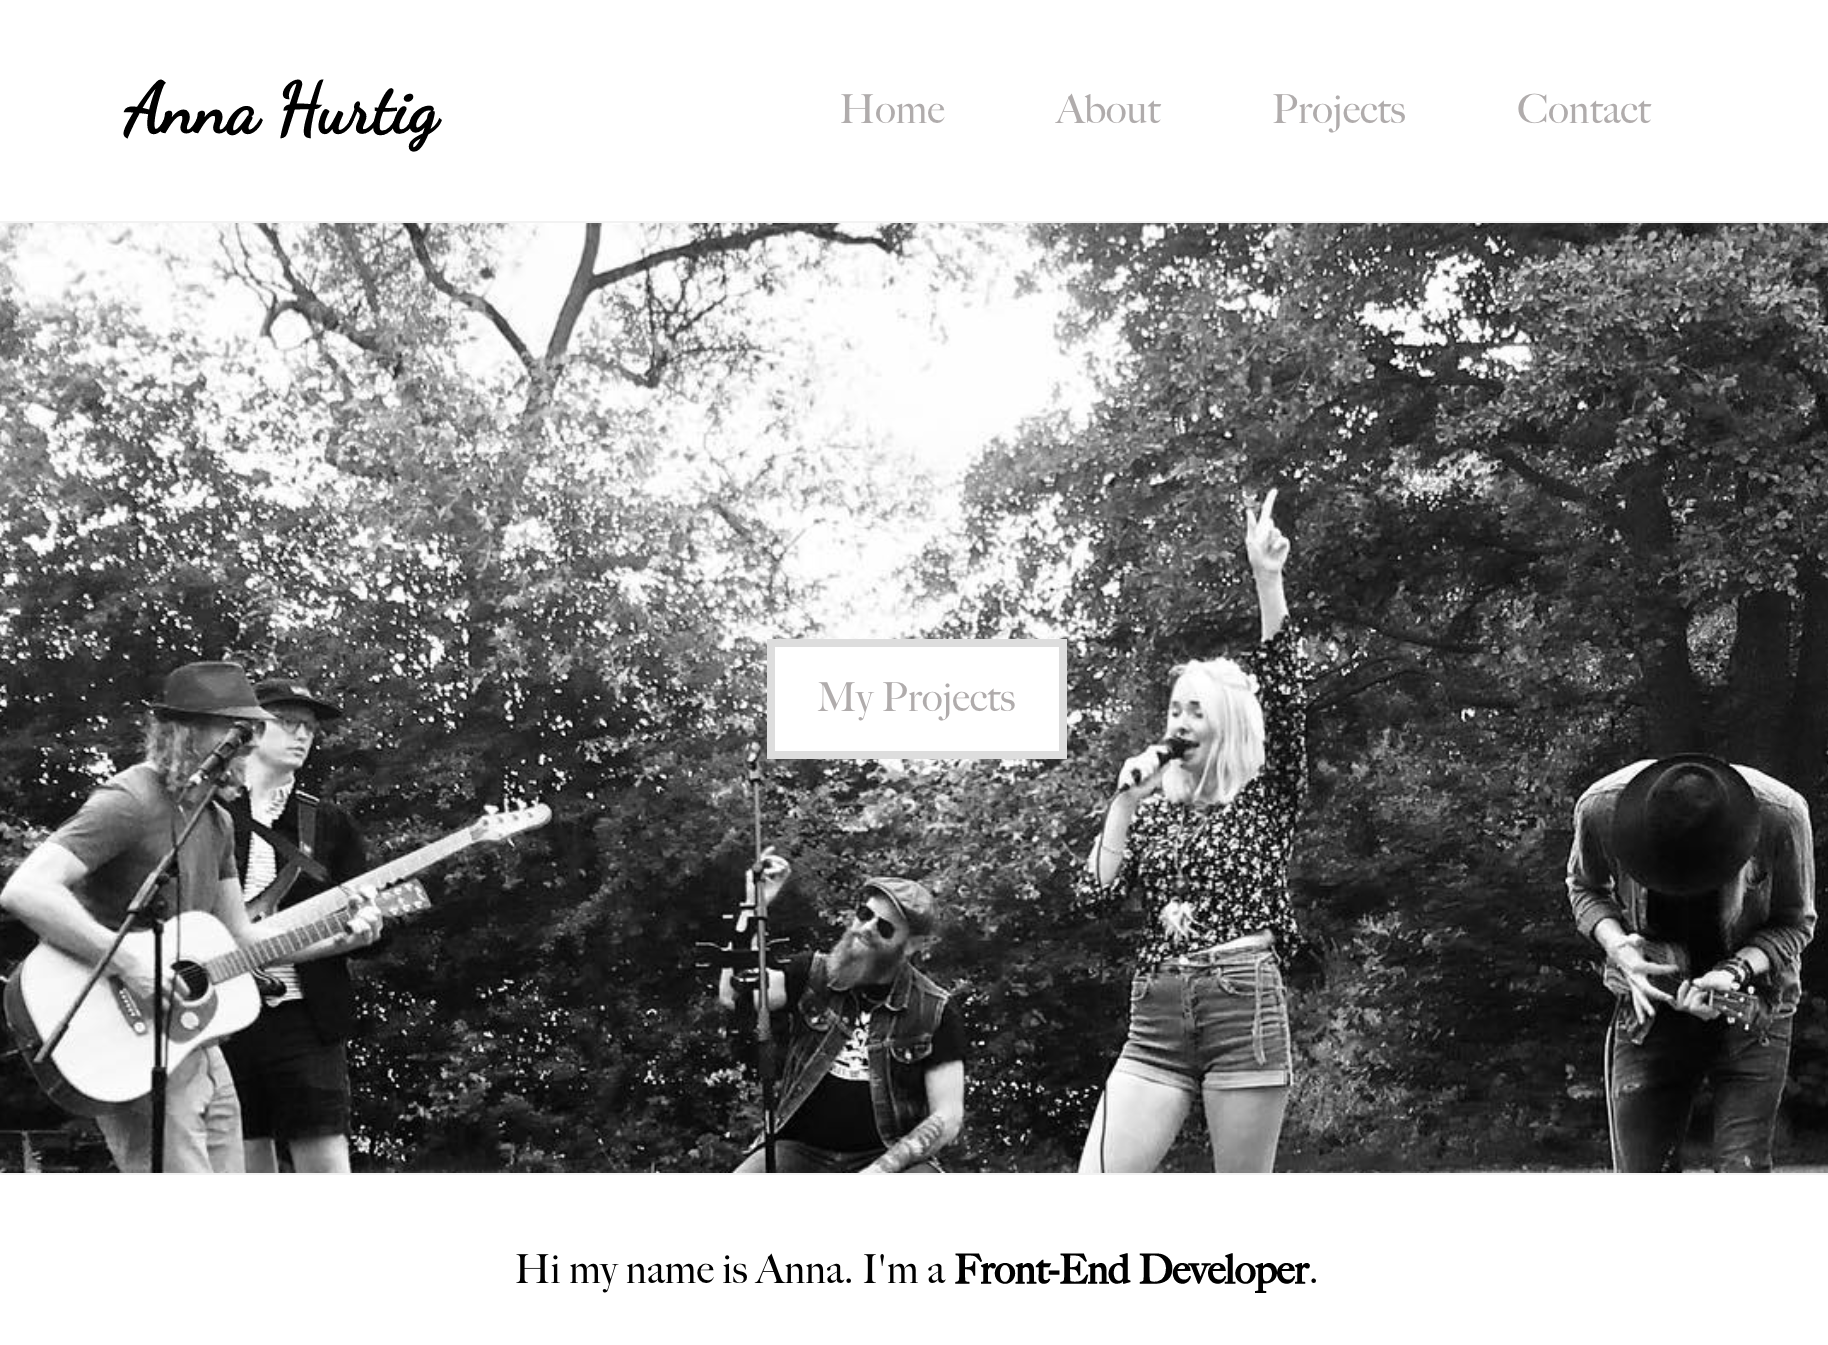 Anna Hurtig
Home About Projects Contact
My Projects
Hi my name is Anna. I'm a Front-End Developer.